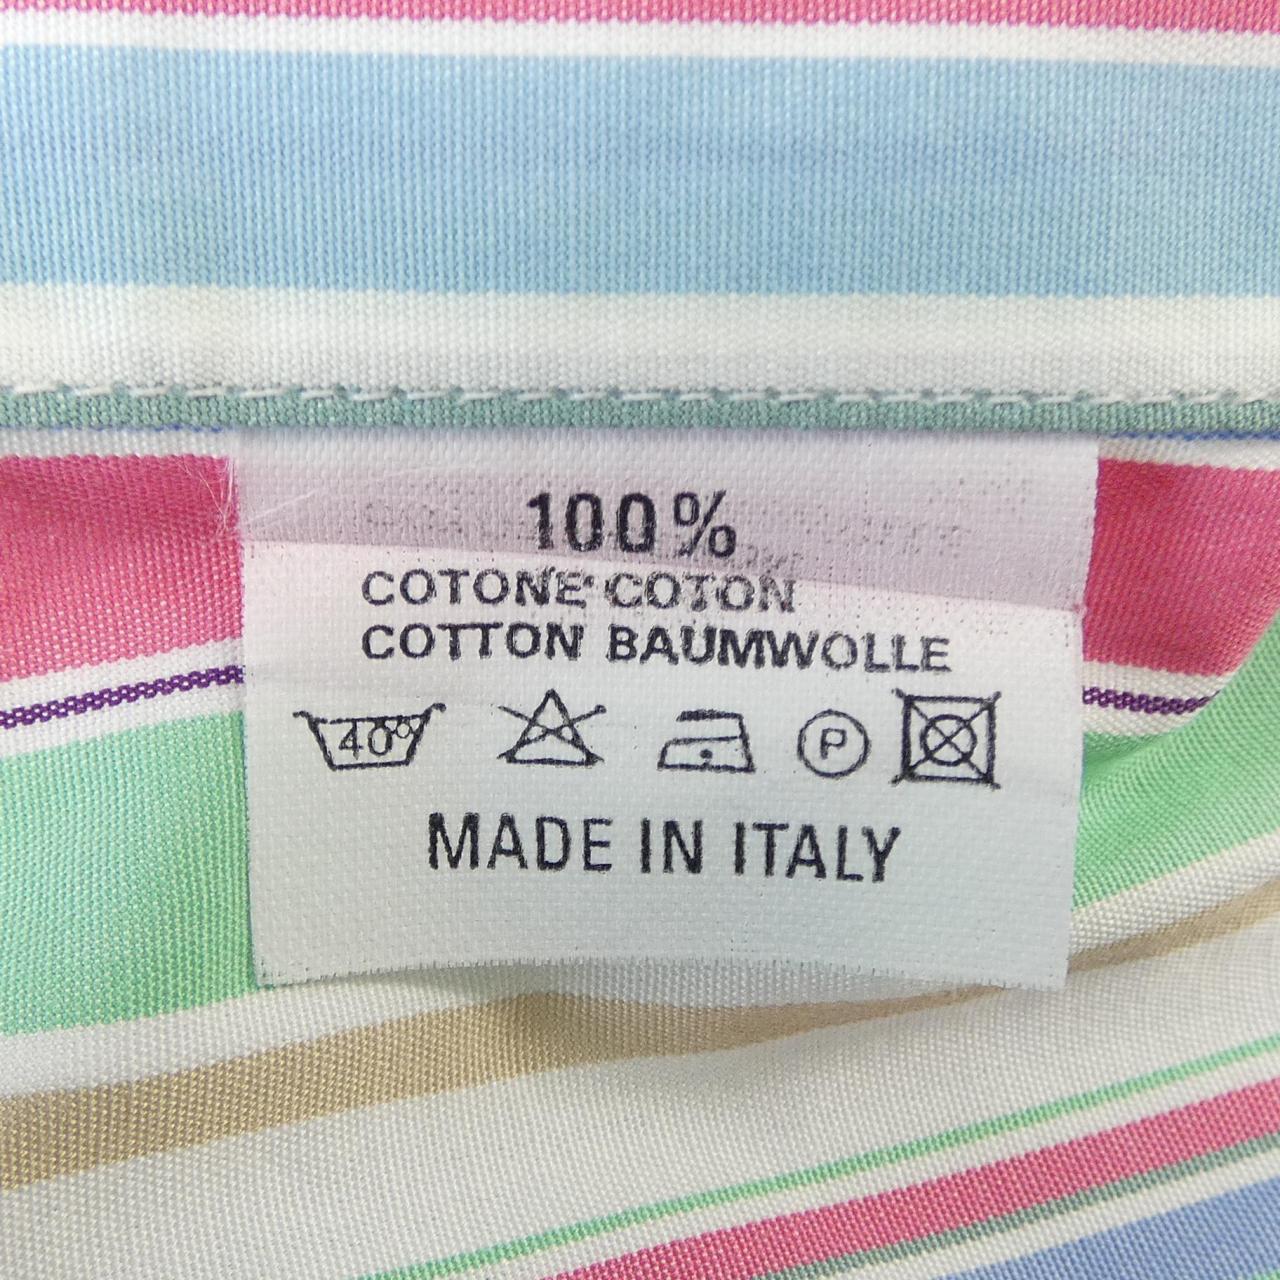 100%
COTONE COTON
COTTON BAUMWOLLE
40°
P
MADE IN ITALY